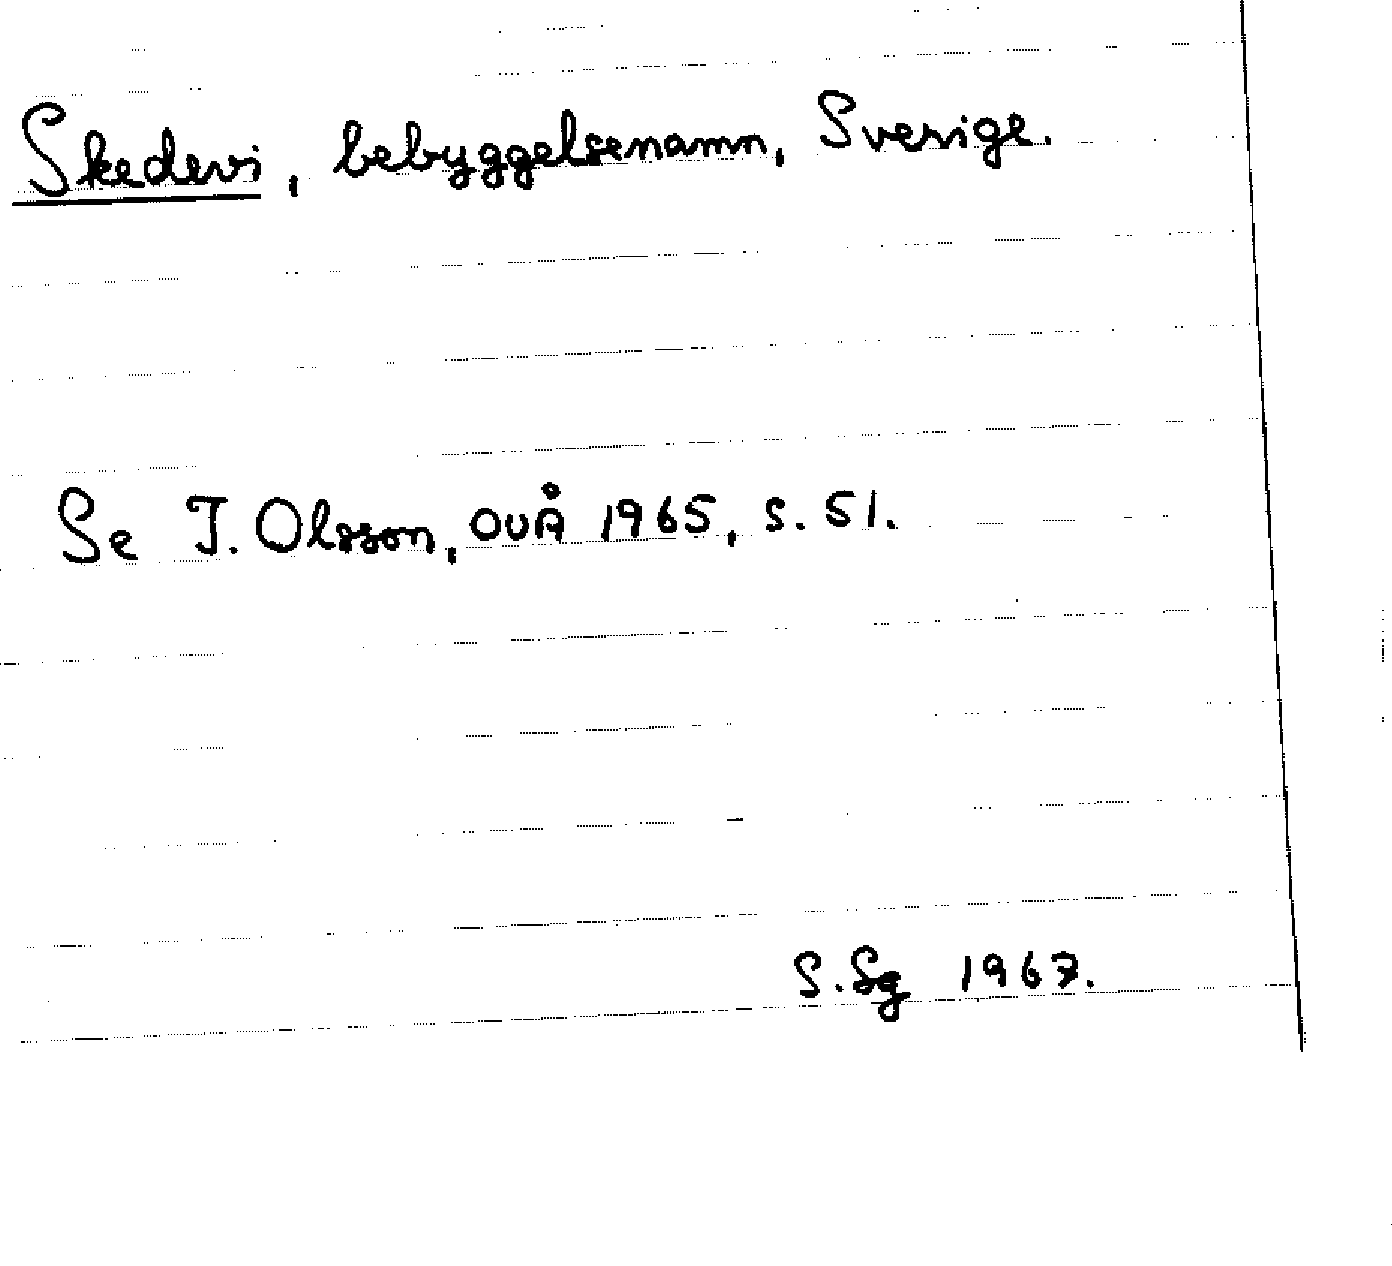 Skedevi, bebyggelsenamn, Sverige.
Se I. Olsson, OUÅ 1965, s. 51.
S. Sg 1967.